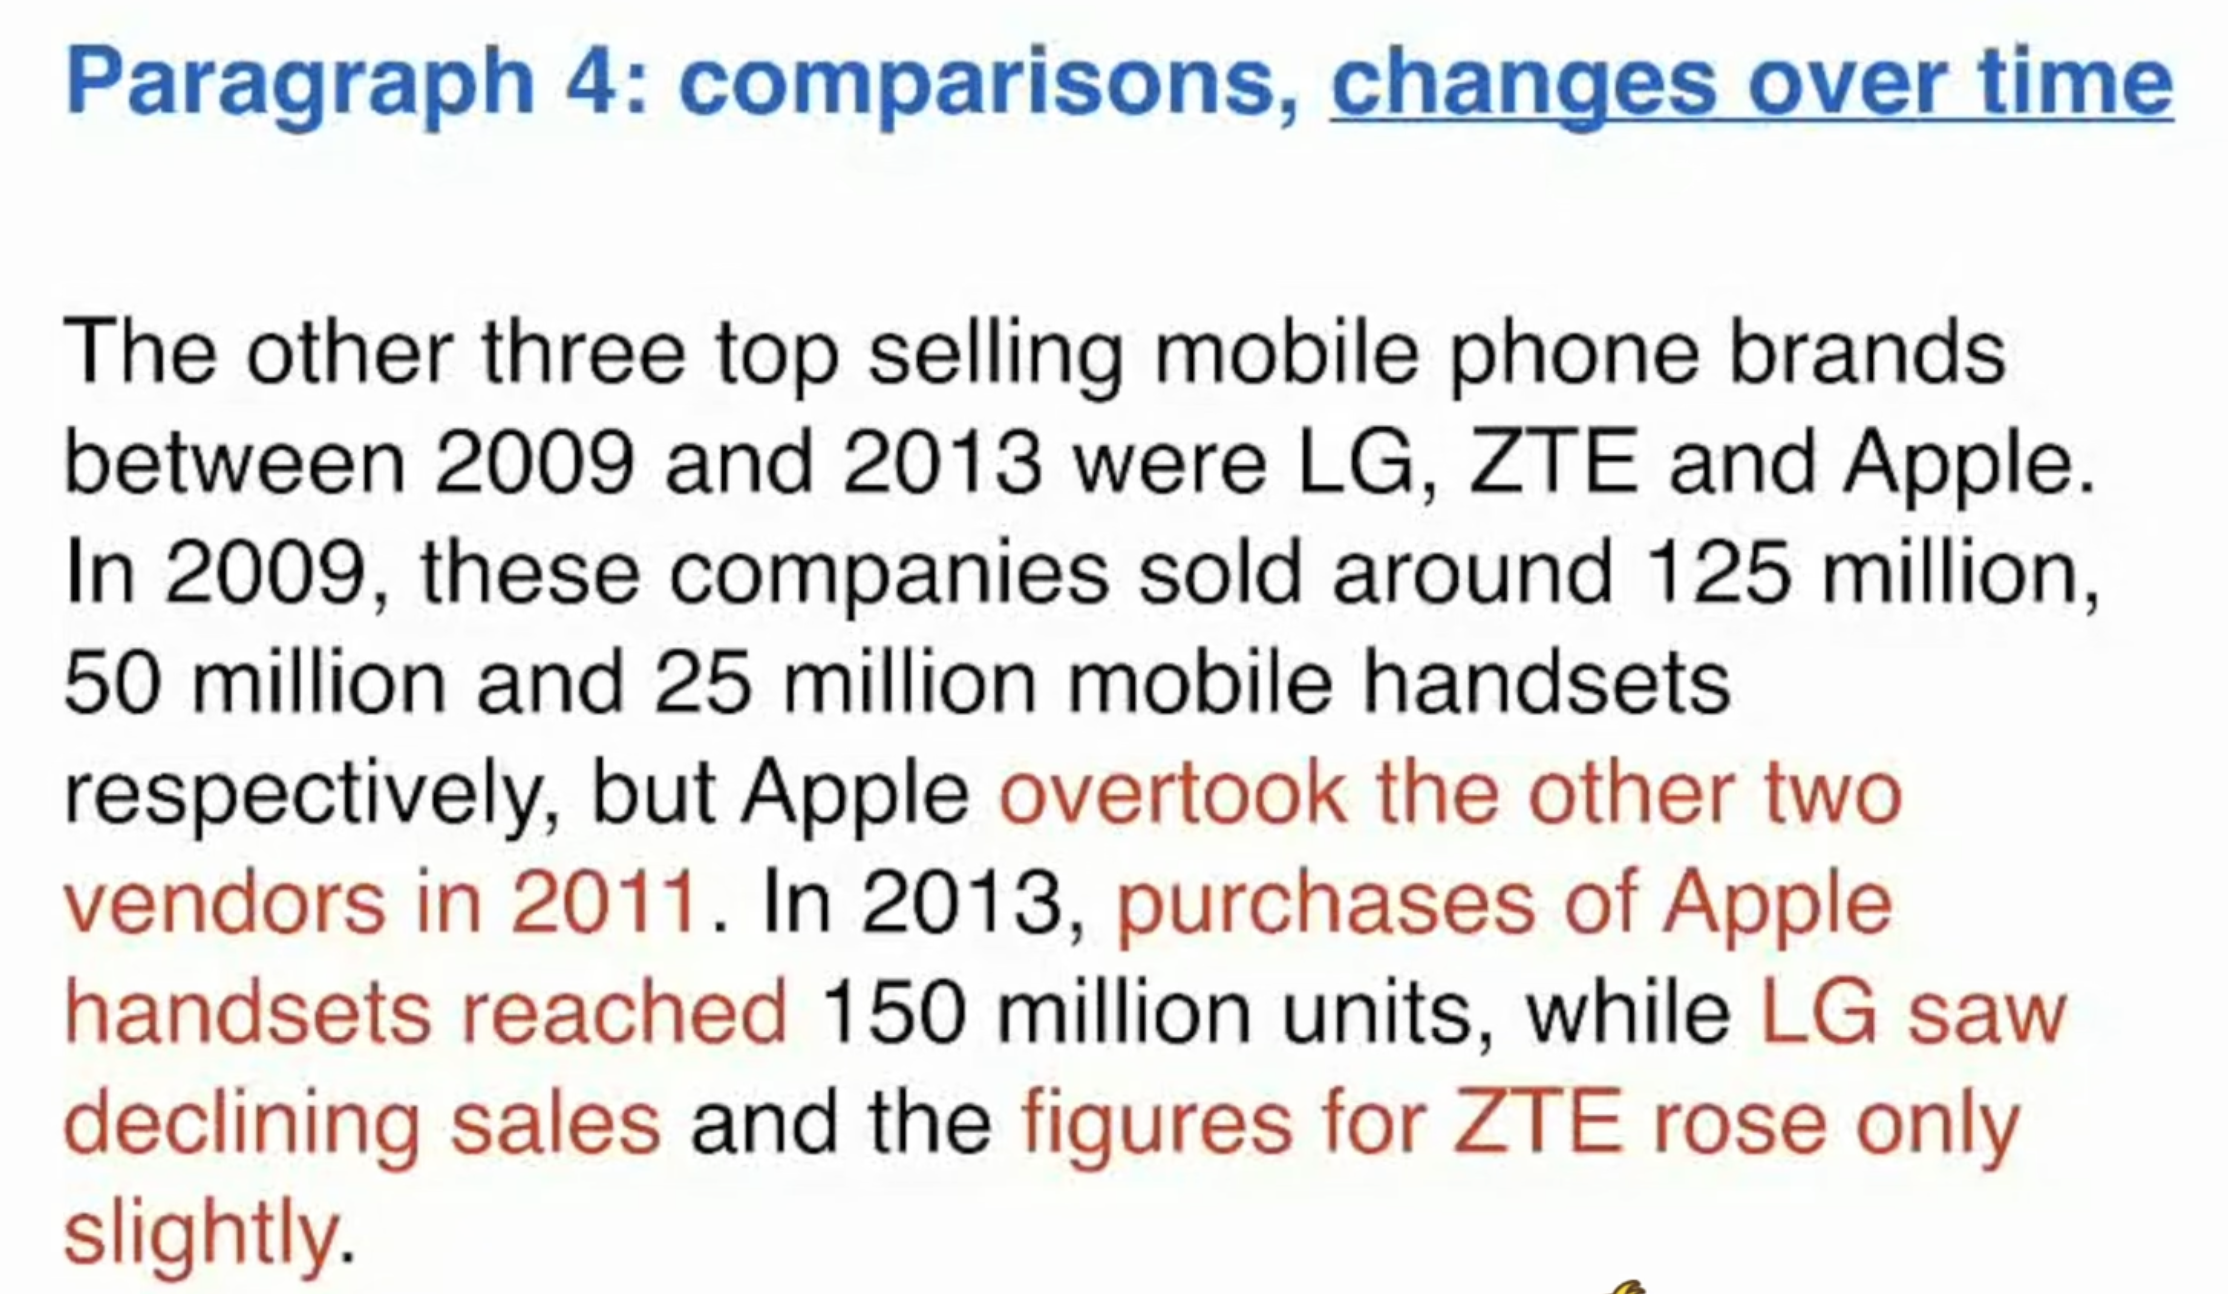 Paragraph 4: comparisons, changes over time
The other three top selling mobile phone brands
between 2009 and 2013 were LG, ZTE and Apple.
In 2009, these companies sold around 125 million,
50 million and 25 million mobile handsets
respectively, but Apple overtook the other two
vendors in 2011. In 2013, purchases of Apple
handsets reached 150 million units, while LG saw
declining sales and the figures for ZTE rose only
slightly.